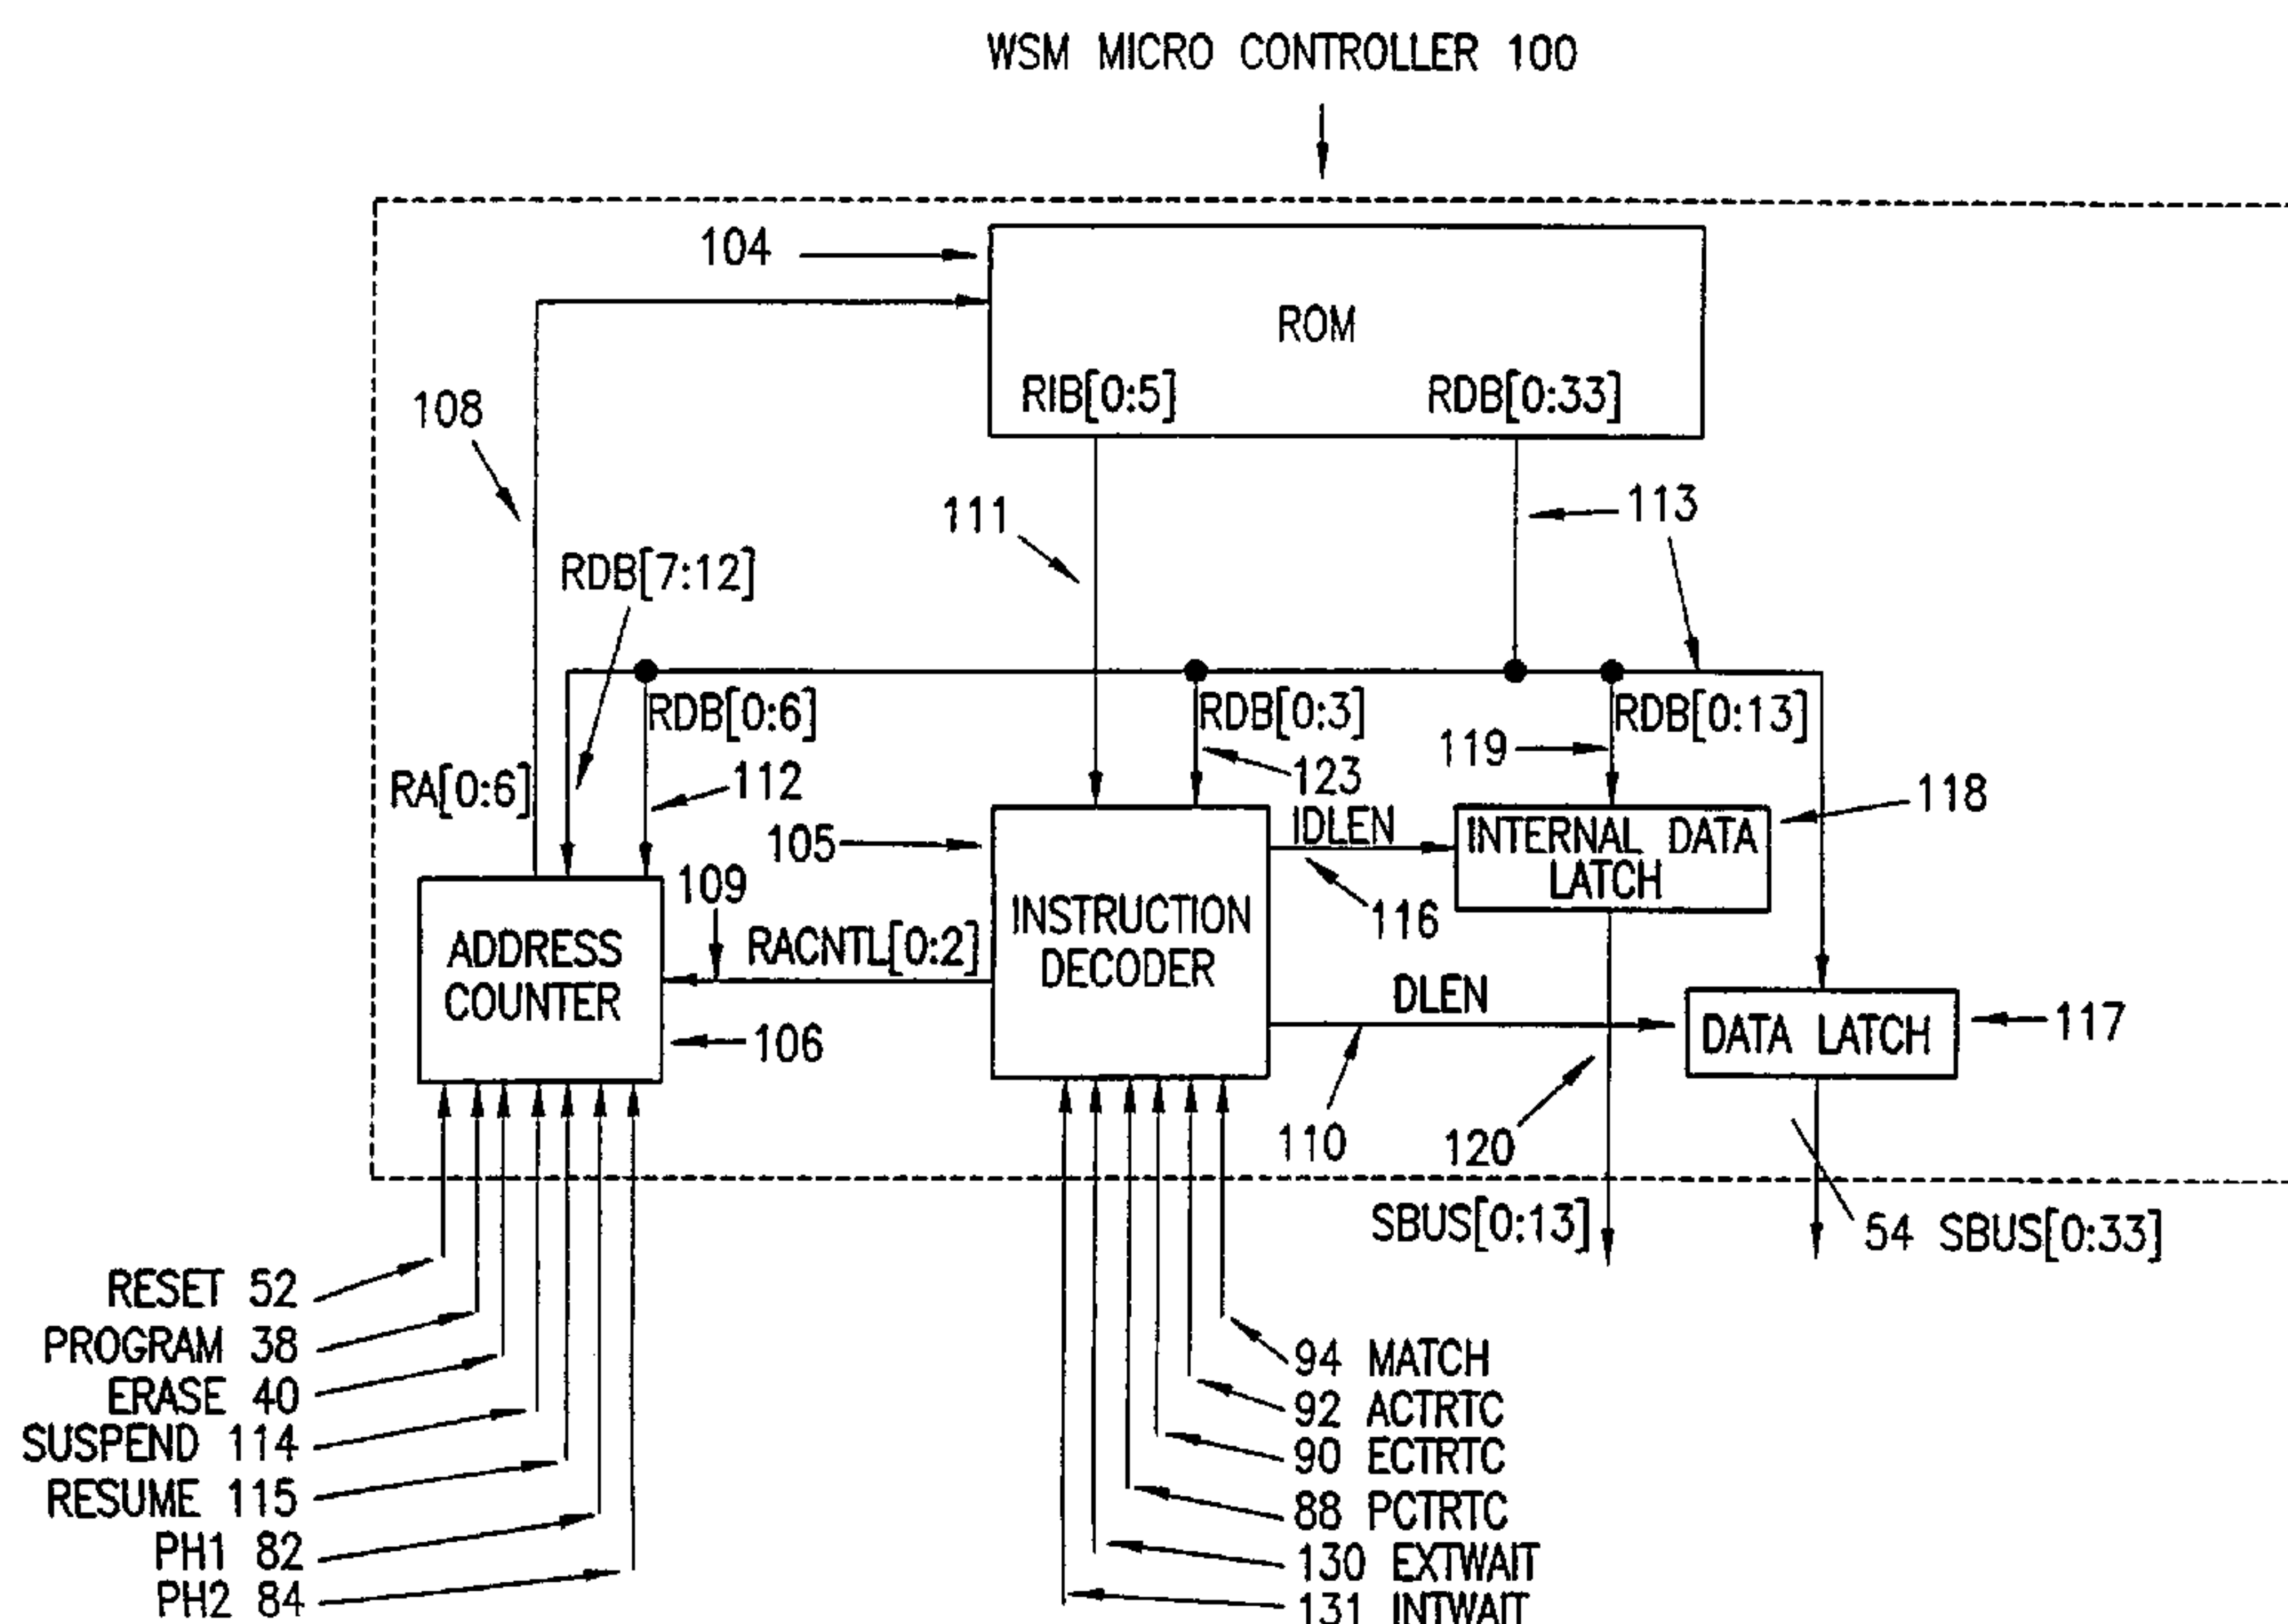 WSM MICRO CONTROLLER 100
104
ROM
RIB[0:5]
RDB[0:33]
108
111
113
RDB[7:12]
RDB[0:6]
RDB[0:3]
RDB[0:13]
119
112
123
RA[0:6]
118
105
IDLEN
INTERNAL DATA
LATCH
109
116
INSTRUCTION
DECODER
RACNTL[0:2]
ADDRESS
COUNTER
DLEN
106
DATA LATCH
117
110
120
SBUS[0:13]
54 SBUS[0:33]
RESET 52
PROGRAM 38
ERASE 40
SUSPEND 114
RESUME 115
PH1 82
PH2 84
94 MATCH
92 ACTRTC
90 ECTRTC
88 PCTRTC
130 EXTWAIT
131 INTWAIT